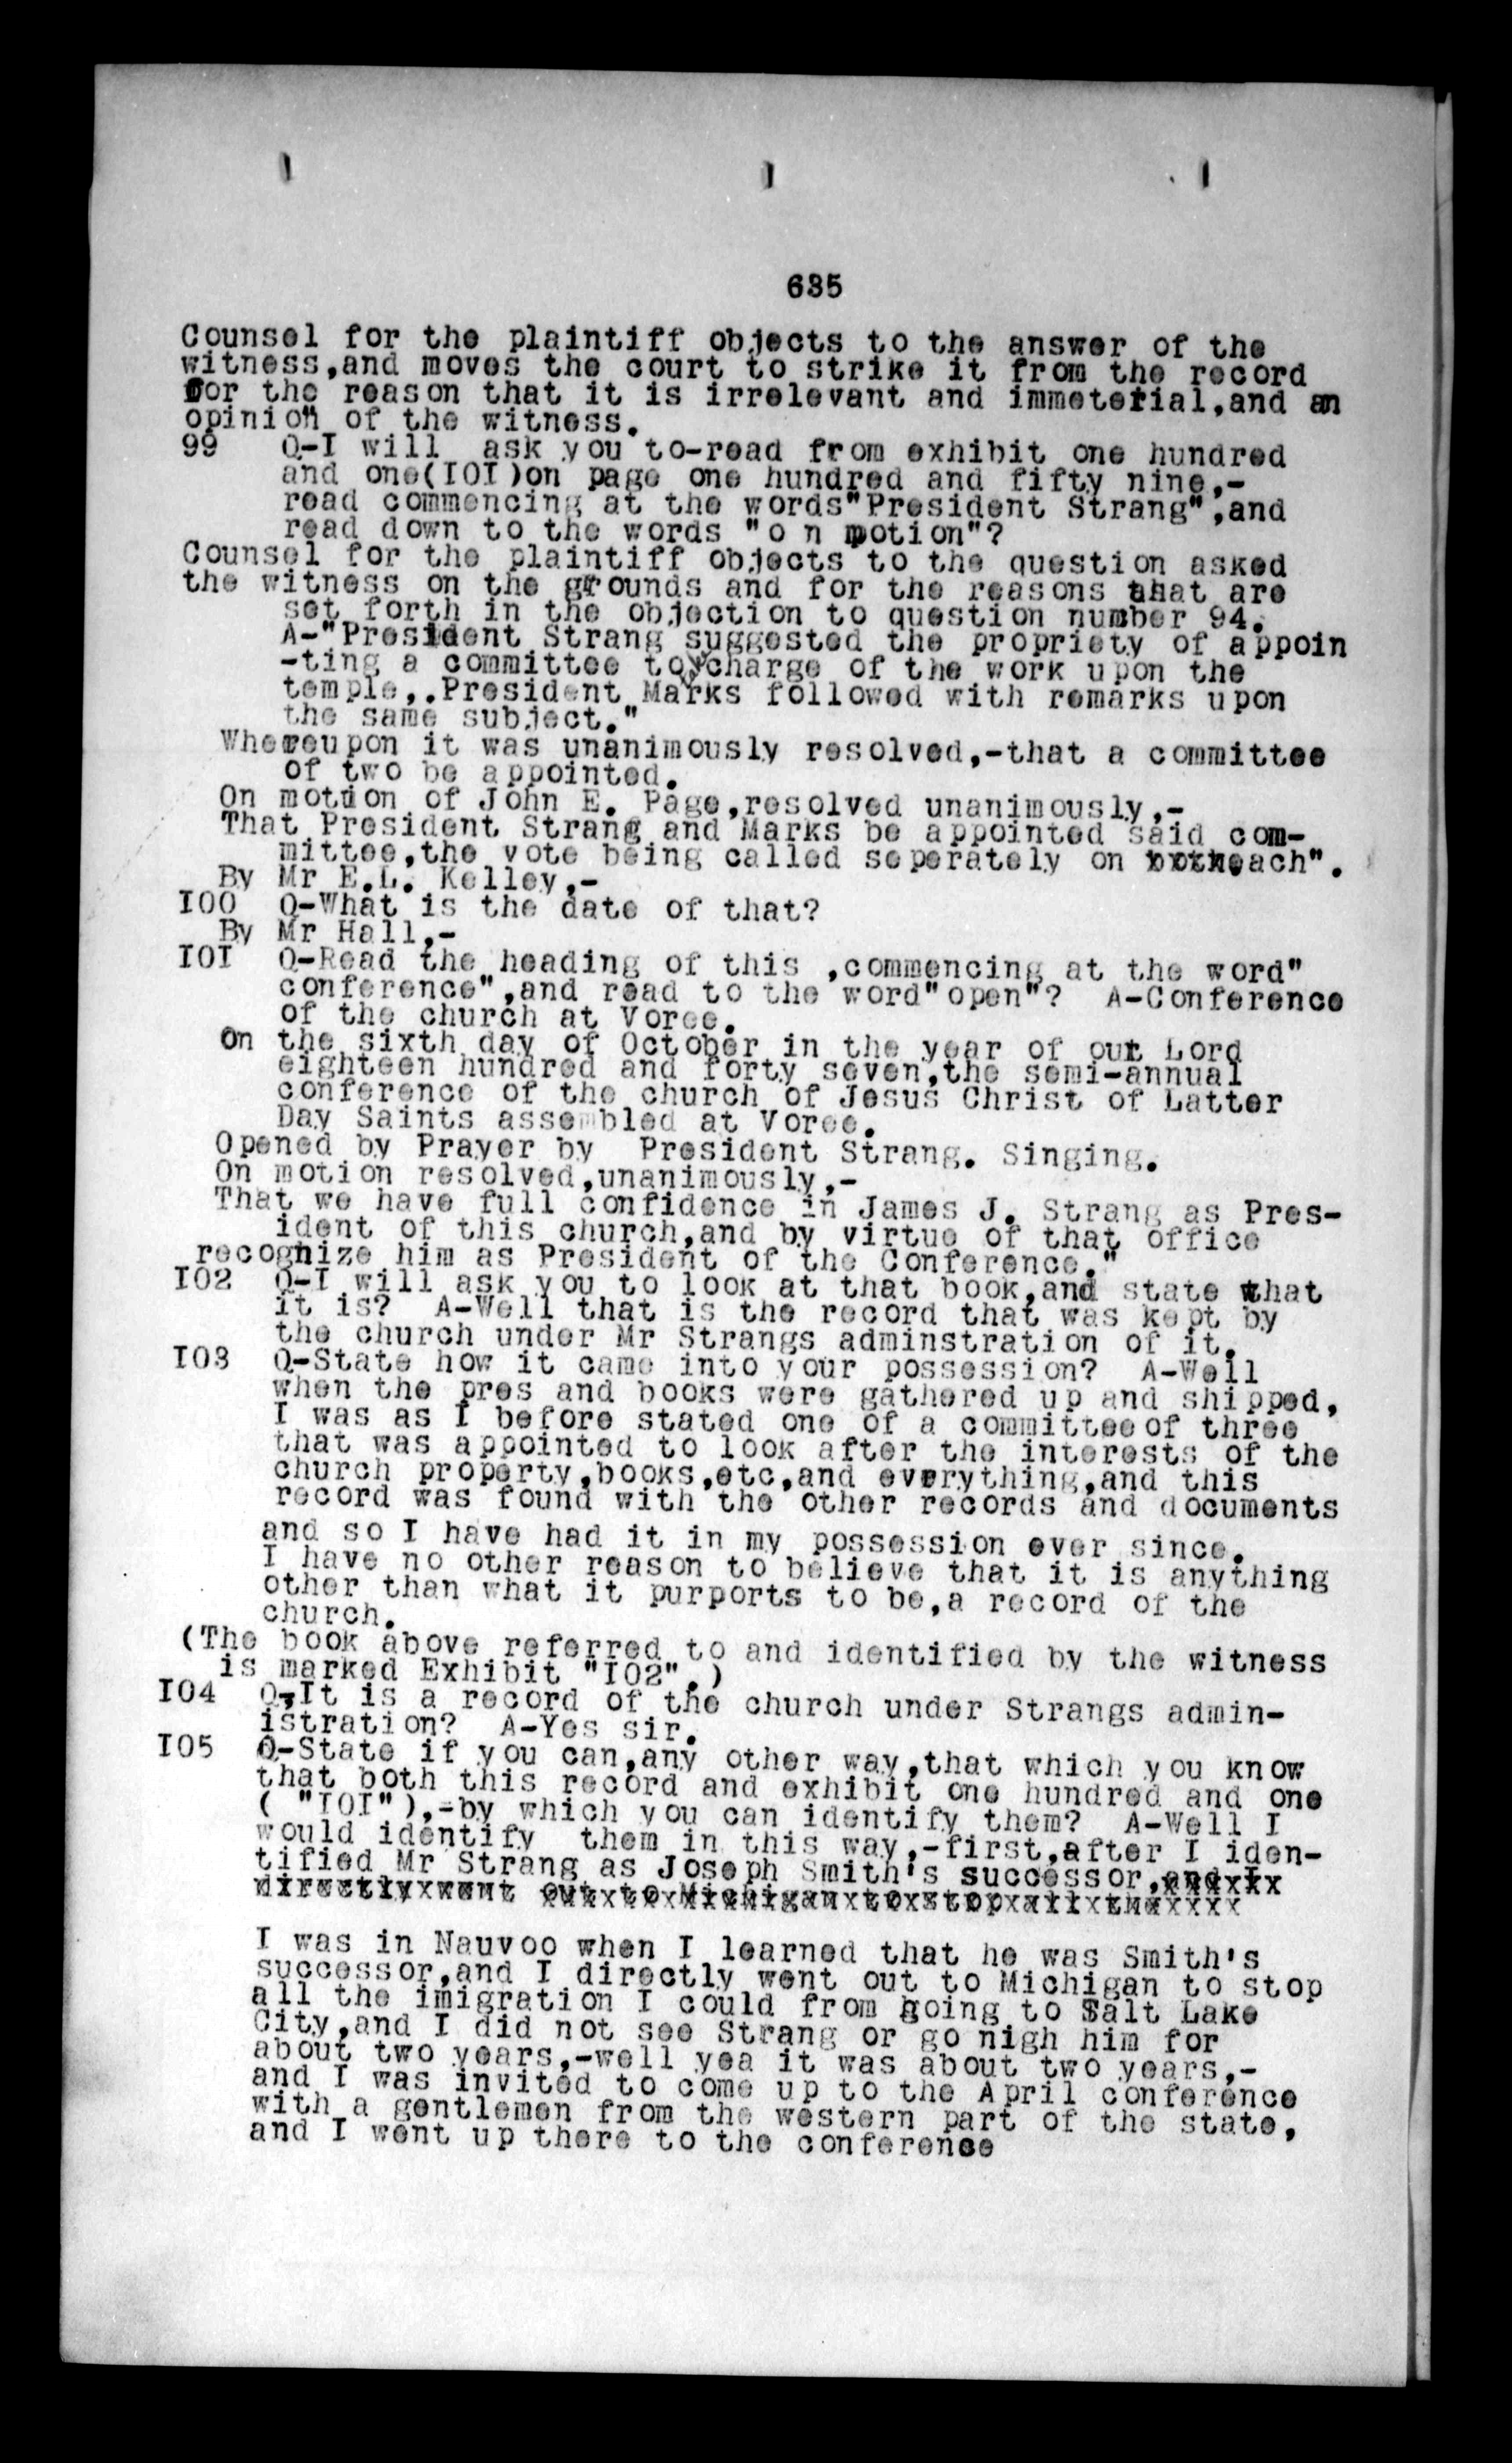 635
Counsel for the plaintiff objects to the answer of the
witness,and moves the court to strike it from the record
for the reason that it is irrelevant and immeterial,and an
opinion of the witness.
99 Q-I will ask you to-read from exhibit one hundred
and one(IOI)on page one hundred and fifty nine,-
read commencing at the words"President Strang",and
read down to the words "o n motion"?
Counsel for the plaintiff objects to the question asked
the witness on the grounds and for the reasons that are
set forth in the objection to question number 94.
A-"President Strang suggested the propriety of appoin
-ting a committee to charge of the work upon the
temple,.President Marks followed with remarks upon
the same subject."
Whereupon it was unanimously resolved,-that a committee
of two be appointed.
On motion of John E. Page,resolved unanimously,-
That President Strang and Marks be appointed said com-
mittee,the vote being called seperately on each".
By Mr E.L. Kelley,-
I00 Q-What is the date of that?
By Mr Hall,-
I0I Q-Read the heading of this ,commencing at the word"
conference",and read to the word"open"? A-Conference
of the church at Voree.
On the sixth day of October in the year of our Lord
eighteen hundred and forty seven,the semi-annual
conference of the church of Jesus Christ of Latter
Day Saints assembled at Voree.
Opened by Prayer by President Strang. Singing.
On motion resolved,unanimously,-
That we have full confidence in James J. Strang as Pres-
ident of this church,and by virtue of that office
recognize him as President of the Conference."
I02 Q-I will ask you to look at that book,and state what
it is? A-Well that is the record that was kept by
the church under Mr Strangs adminstration of it.
I03 Q-State how it came into your possession? A-Well
when the pres and books were gathered up and shipped,
I was as I before stated one of a committee of three
that was appointed to look after the interests of the
church property,books,etc,and everything,and this
record was found with the other records and documents
and so I have had it in my possession ever since.
I have no other reason to believe that it is anything
other than what it purports to be,a record of the
church.
(The book above referred to and identified by the witness
is marked Exhibit "I02".)
I04 Q,It is a record of the church under Strangs admin-
istration? A-Yes sir.
I05 Q-State if you can,any other way,that which you know
that both this record and exhibit one hundred and one
( "IOI"),-by which you can identify them? A-Well I
would identify them in this way,-first,after I iden-
tified Mr Strang as Joseph Smith's successor,and I
directly went out to Michigan to stop all the
I was in Nauvoo when I learned that he was Smith's
successor,and I directly went out to Michigan to stop
all the imigration I could from going to Salt Lake
City,and I did not see Strang or go nigh him for
about two years,-well yea it was about two years,-
and I was invited to come up to the April conference
with a gentlemen from the western part of the state,
and I went up there to the conference